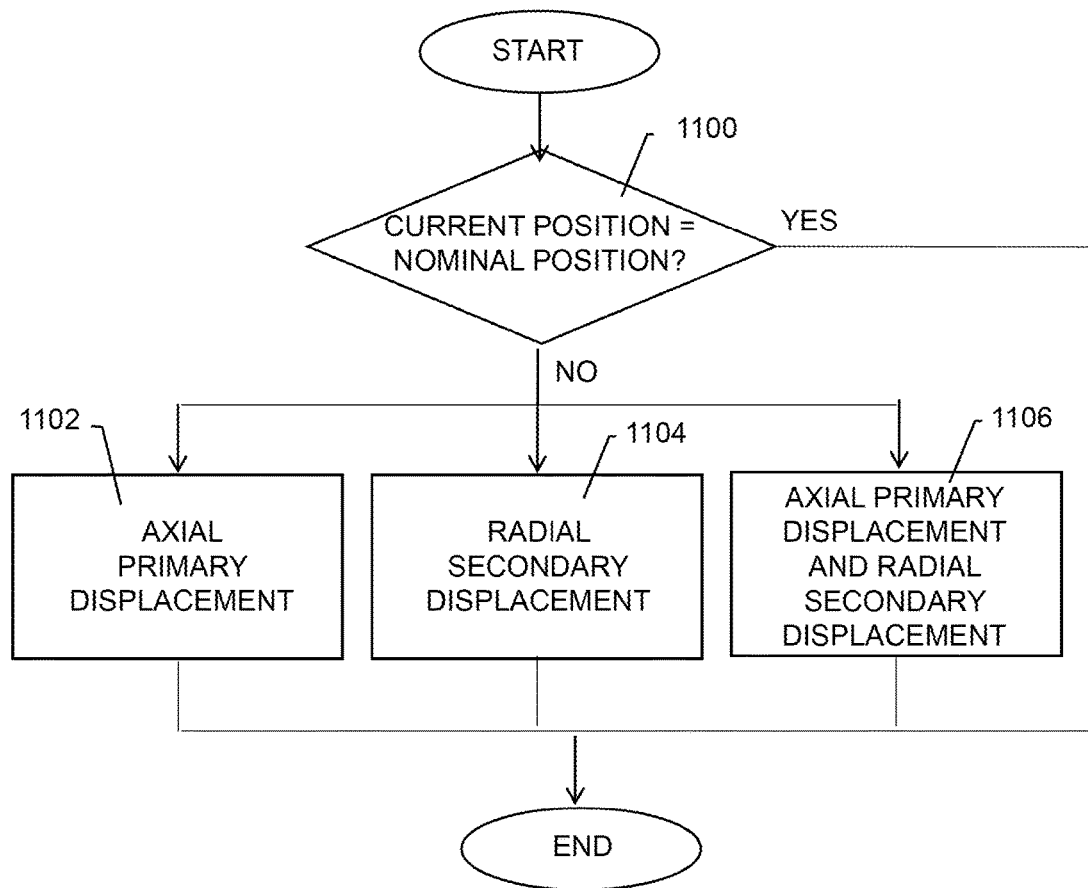 START
1100
CURRENT POSITION =
NOMINAL POSITION?
YES
NO
1102
AXIAL
PRIMARY
DISPLACEMENT
1104
RADIAL
SECONDARY
DISPLACEMENT
1106
AXIAL PRIMARY
DISPLACEMENT
AND RADIAL
SECONDARY
DISPLACEMENT
END